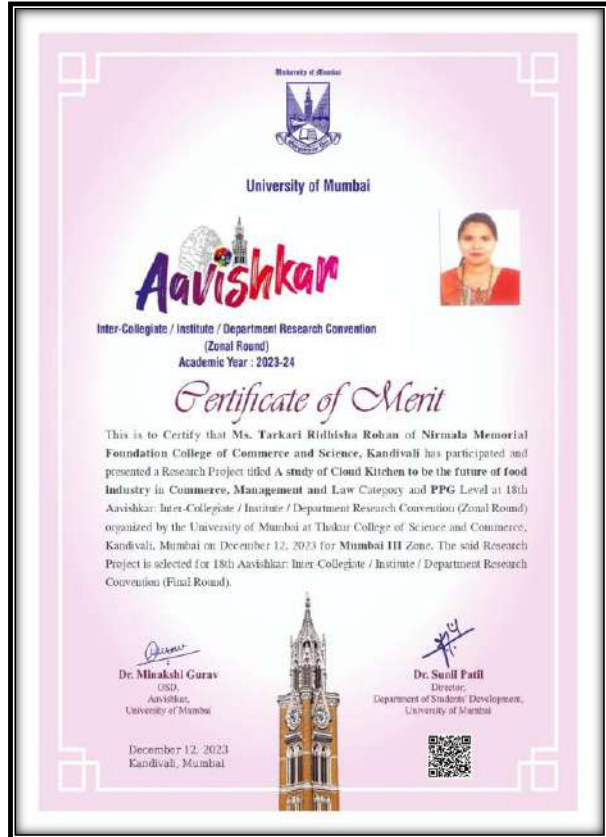 University of Mumbai
University of Mumbai
Aavishkar
Inter-Collegiate / Institute / Department Research Convention
(Zonal Round)
Academic Year : 2023-24
Certificate of Merit
This is to Certify that Ms. Tarkari Ridhisha Rohan of Nirmala Memorial
Foundation College of Commerce and Science, Kandivali has participated and
presented a Research Project titled A study of Cloud Kitchen to be the future of food
industry in Commerce, Management and Law Category and PPG Level at 18th
Aavishkar: Inter-Collegiate / Institute / Department Research Convention (Zonal Round)
organized by the University of Mumbai at Thakur College of Science and Commerce,
Kandivali, Mumbai on December 12, 2023 for Mumbai III Zone. The said Research
Project is selected for 18th Aavishkar: Inter-Collegiate / Institute / Department Research
Convention (Final Round).
Dr. Minakshi Gurav
OSD,
Aavishkar,
University of Mumbai
Dr. Sunil Patil
Director,
Department of Students' Development,
University of Mumbai
December 12, 2023
Kandivali, Mumbai